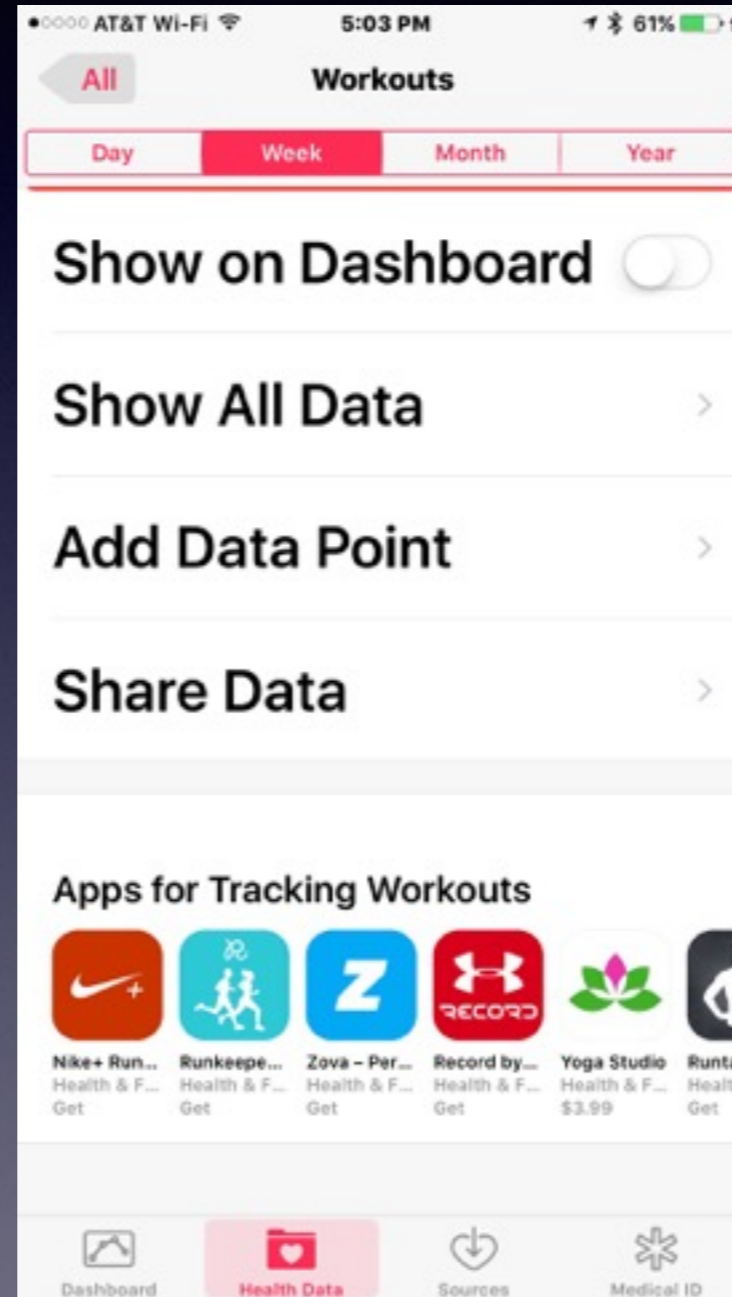 AT&T Wi-Fi 5:03 PM 61%
All Workouts
Day Week Month Year
Show on Dashboard
Show All Data
Add Data Point
Share Data
Apps for Tracking Workouts
RECORD
Nike+ Run... Runkeepe... Zova – Per... Record by... Yoga Studio Runta
Health & F... Health & F... Health & F... Health & F... Health & F... Healt
Get Get Get Get $3.99 Get
Dashboard Health Data Sources Medical ID